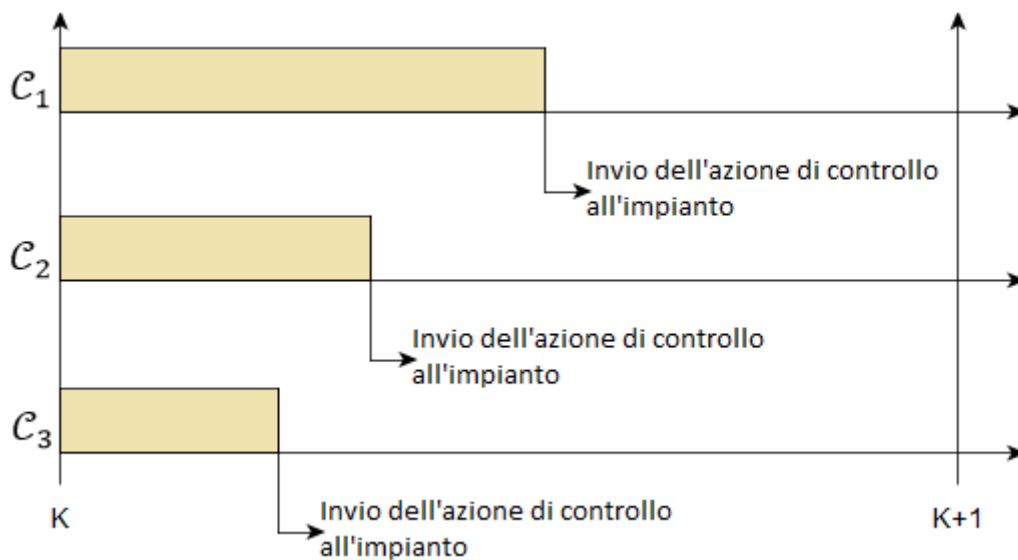 𝒞₁
Invio dell'azione di controllo
all'impianto
𝒞₂
Invio dell'azione di controllo
all'impianto
𝒞₃
Invio dell'azione di controllo
all'impianto
K
K+1